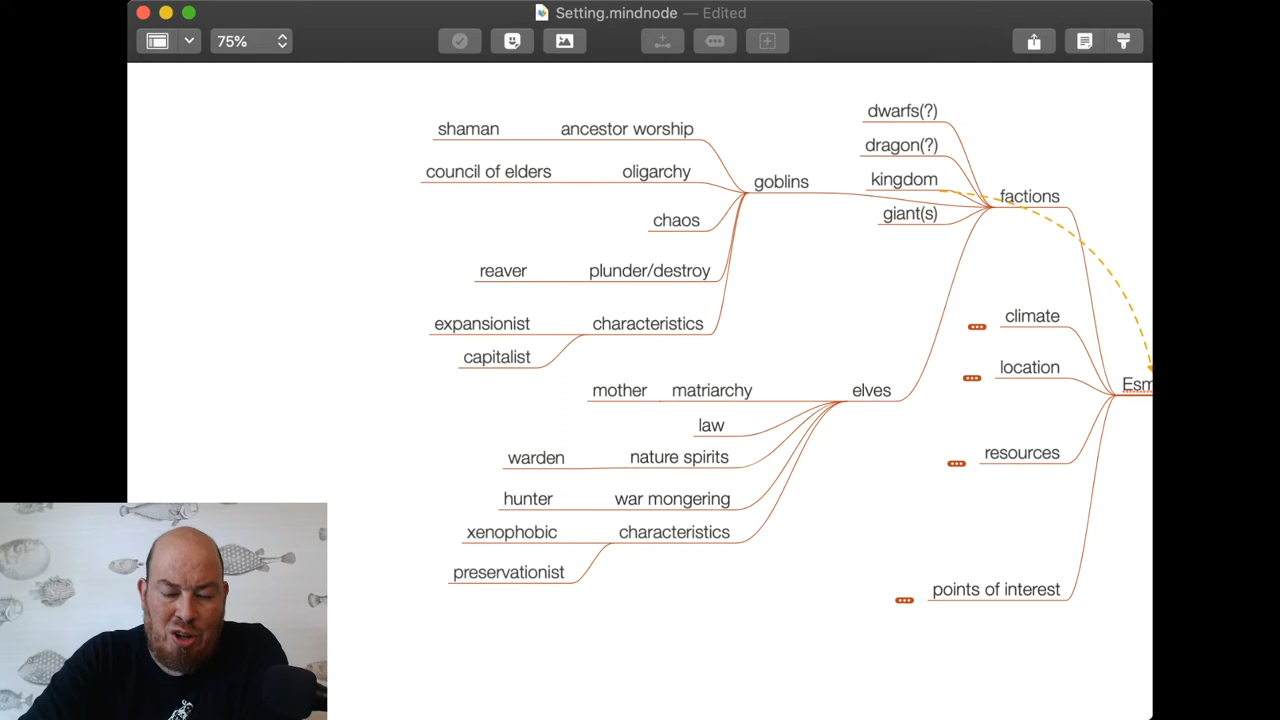 Setting.mindnode — Edited
75%
dwarfs(?)
shaman ancestor worship
dragon(?)
council of elders oligarchy
goblins
kingdom
factions
giant(s)
chaos
reaver plunder/destroy
climate
expansionist characteristics
capitalist
location
Esm
mother matriarchy
elves
law
resources
warden nature spirits
hunter war mongering
xenophobic characteristics
preservationist
points of interest